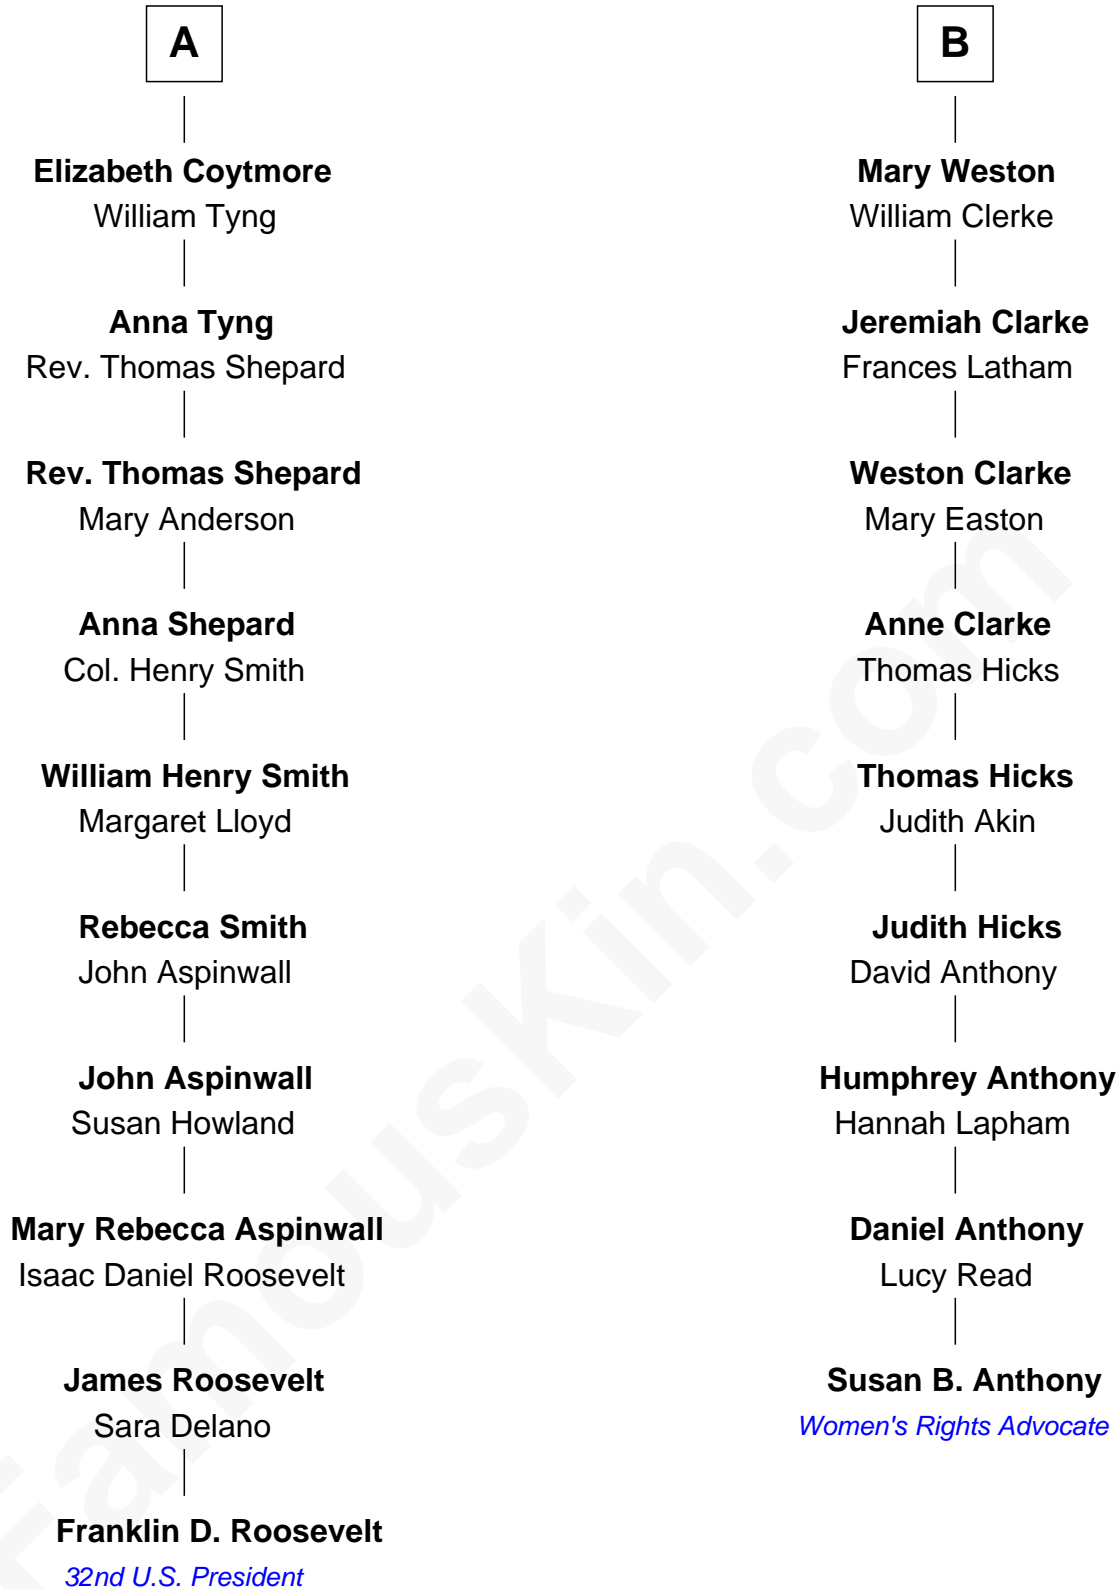 A
Elizabeth Coytmore
William Tyng
Anna Tyng
Rev. Thomas Shepard
Rev. Thomas Shepard
Mary Anderson
Anna Shepard
Col. Henry Smith
William Henry Smith
Margaret Lloyd
Rebecca Smith
John Aspinwall
John Aspinwall
Susan Howland
Mary Rebecca Aspinwall
Isaac Daniel Roosevelt
James Roosevelt
Sara Delano
Franklin D. Roosevelt
32nd U.S. President
B
Mary Weston
William Clerke
Jeremiah Clarke
Frances Latham
Weston Clarke
Mary Easton
Anne Clarke
Thomas Hicks
Thomas Hicks
Judith Akin
Judith Hicks
David Anthony
Humphrey Anthony
Hannah Lapham
Daniel Anthony
Lucy Read
Susan B. Anthony
Women's Rights Advocate
FamousKin.com